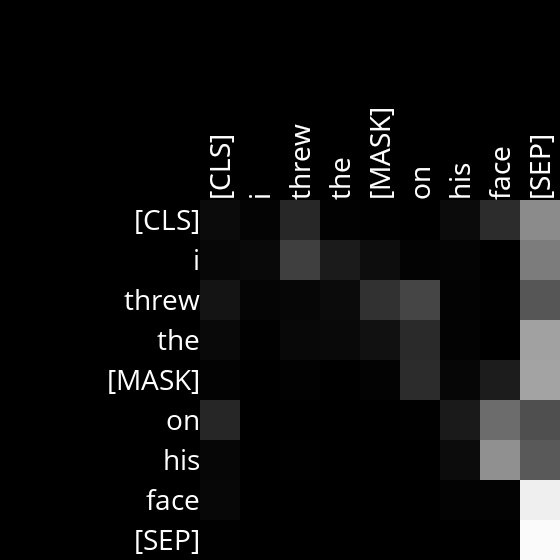 [CLS] i threw the [MASK] on his face [SEP]
[CLS]
i
threw
the
[MASK]
on
his
face
[SEP]